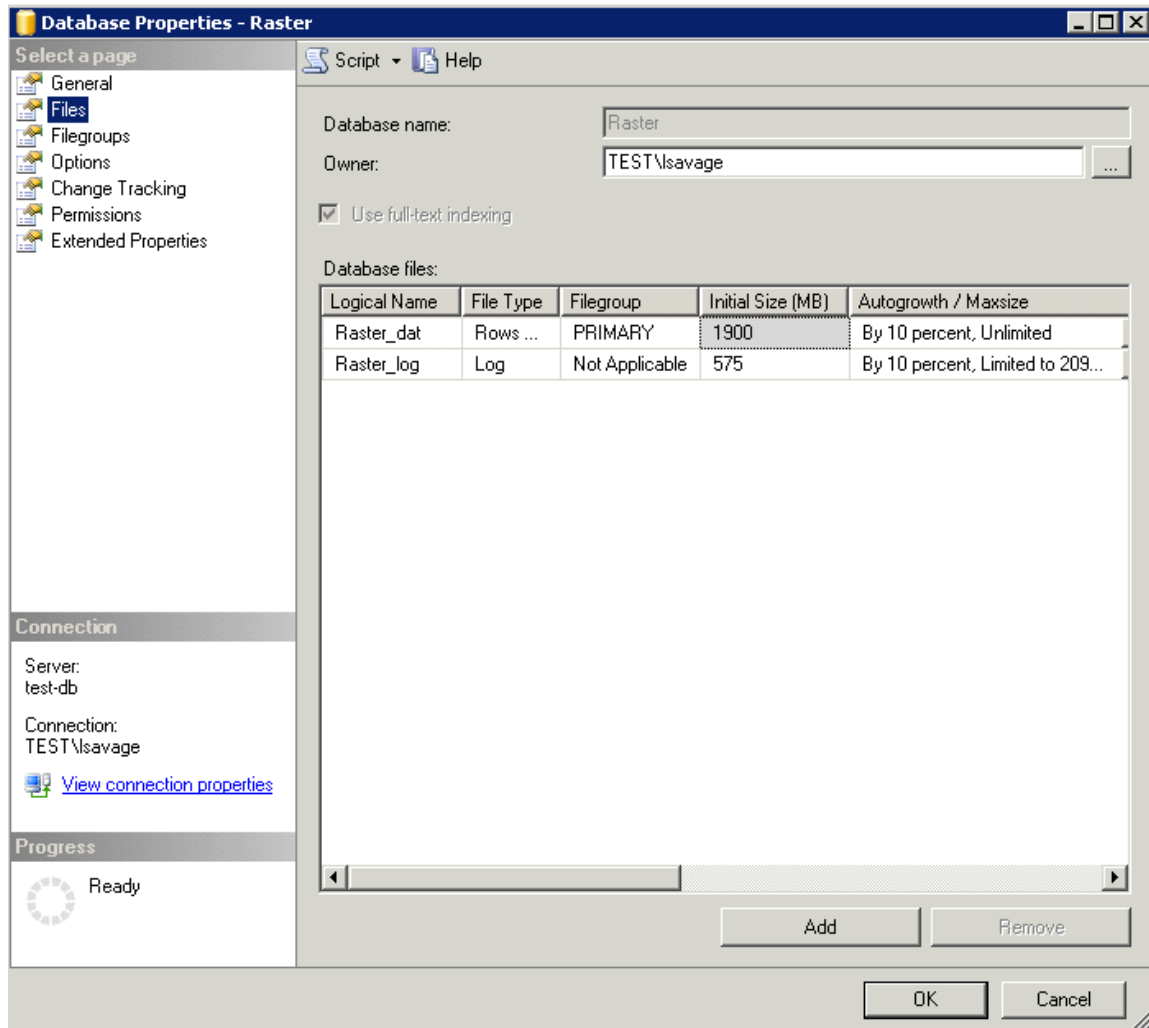 Database Properties - Raster
Select a page
General
Files
Filegroups
Options
Change Tracking
Permissions
Extended Properties
Script Help
Database name: Raster
Owner: TEST\lsavage ...
Use full-text indexing
Database files:
Logical Name File Type Filegroup Initial Size (MB) Autogrowth / Maxsize
Raster_dat Rows ... PRIMARY 1900 By 10 percent, Unlimited
Raster_log Log Not Applicable 575 By 10 percent, Limited to 209...
Connection
Server:
test-db
Connection:
TEST\lsavage
View connection properties
Progress
Ready
Add Remove
OK Cancel